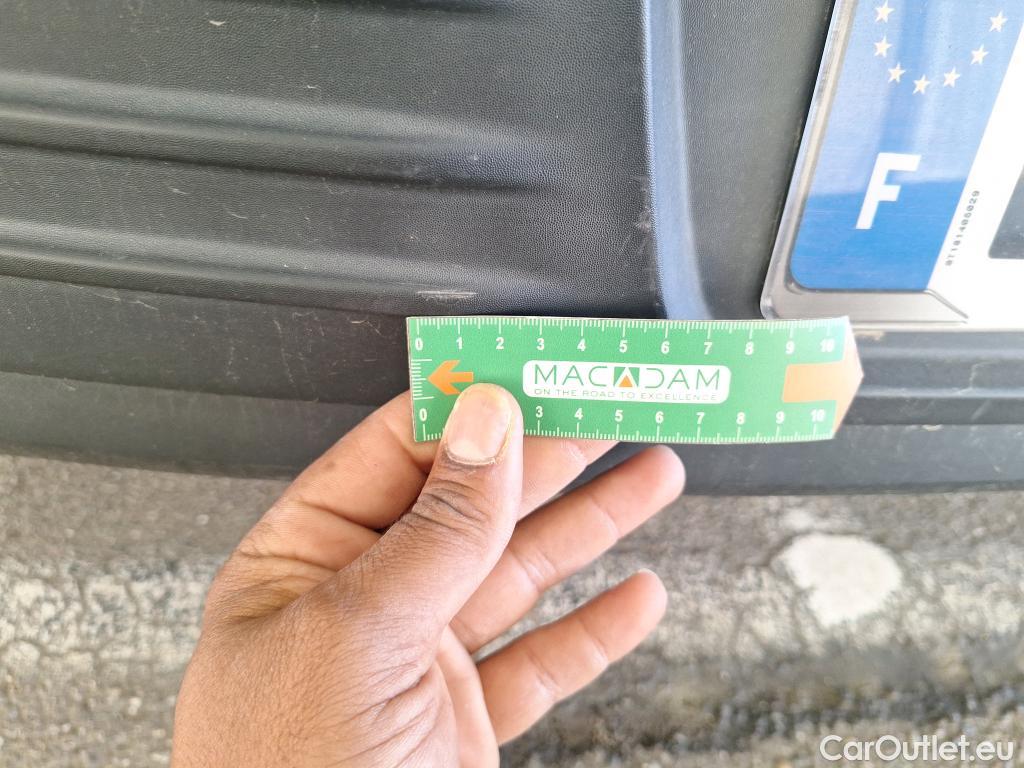 F
0T181406029
0 1 2 3 4 5 6 7 8 9 10
MACADAM
ON THE ROAD TO EXCELLENCE
0 3 4 5 6 7 8 9 10
CarOutlet.eu